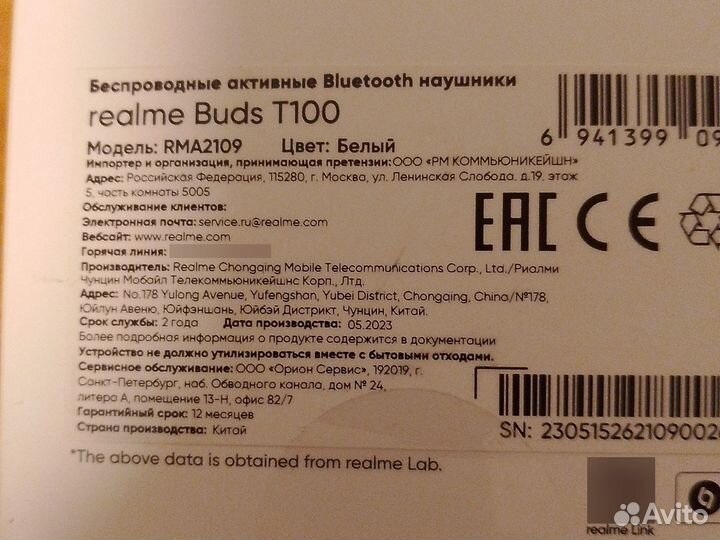 Беспроводные активные Bluetooth наушники
realme Buds T100
Модель: RMA2109 Цвет: Белый
Импортер и организация, принимающая претензии: ООО «РМ КОММЬЮНИКЕЙШН»
Адрес: Российская Федерация, 115280, г. Москва, ул. Ленинская Слобода, д.19, этаж
5, часть комнаты 5005
Обслуживание клиентов:
Электронная почта: service.ru@realme.com
Вебсайт: www.realme.com
Горячая линия:
Производитель: Realme Chongqing Mobile Telecommunications Corp., Ltd./Риалми
Чунцин Мобайл Телекоммьюникейшнс Корп., Лтд.
Адрес: No.178 Yulong Avenue, Yufengshan, Yubei District, Chongqing, China/№178,
Юйлун Авеню, Юйфэншань, Юйбэй Дистрикт, Чунцин, Китай.
Срок службы: 2 года Дата производства: 05.2023
Более подробная информация о продукте содержится в документации
Устройство не должно утилизироваться вместе с бытовыми отходами.
Сервисное обслуживание: ООО «Орион Сервис», 192019, г.
Санкт-Петербург, наб. Обводного канала, дом № 24,
литера А, помещение 13-Н, офис 82/7
Гарантийный срок: 12 месяцев
Страна производства: Китай
*The above data is obtained from realme Lab.
6 941399 09
EAC CE
SN: 2305152621090026
realme Link
Avito